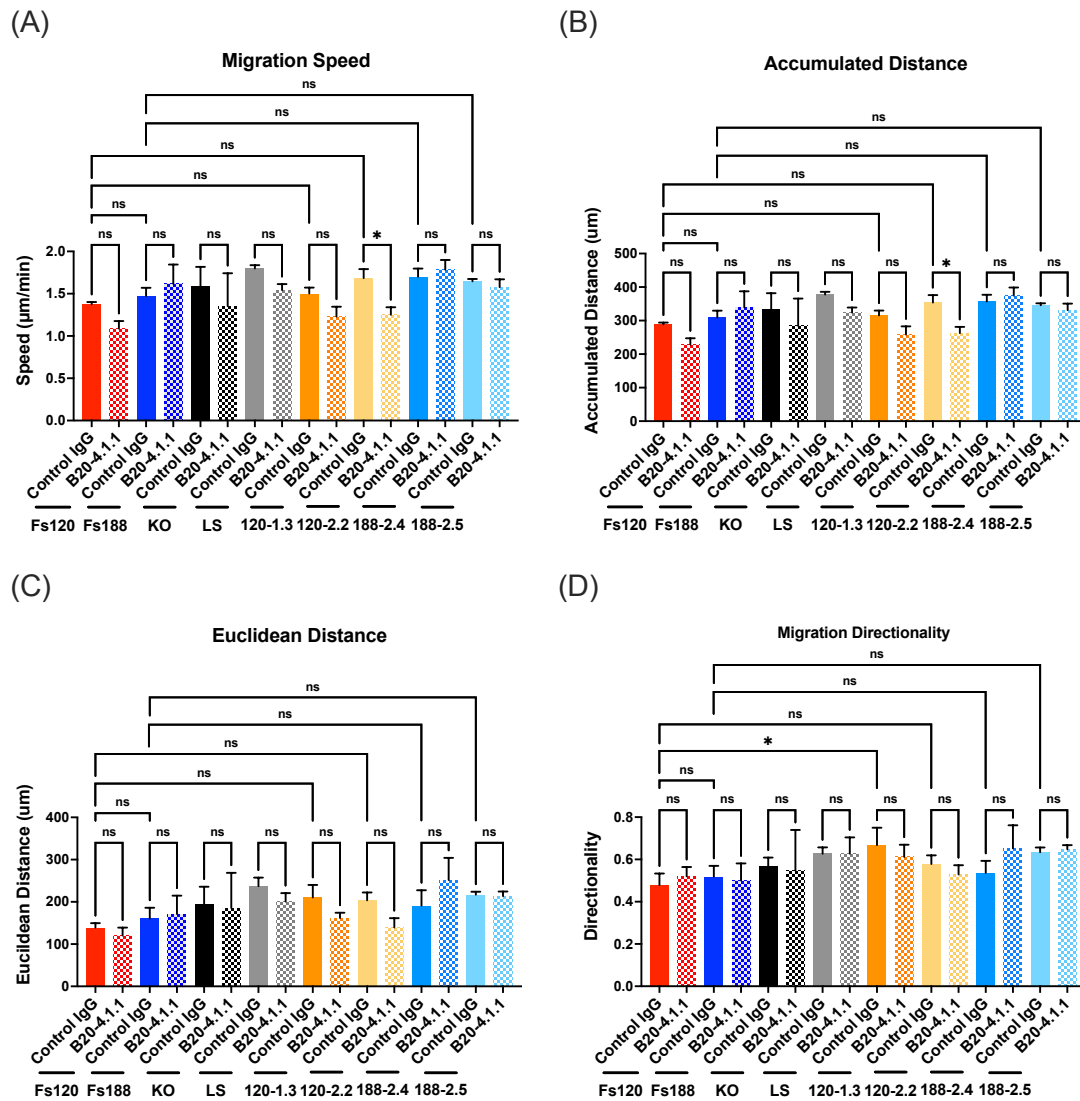 (A)
Migration Speed
ns
ns
ns
ns
ns
ns ns ns ns ns * ns ns
Speed (µm/min)
2.0
1.5
1.0
0.5
0.0
Control IgG B20-4.1.1 Control IgG B20-4.1.1 Control IgG B20-4.1.1 Control IgG B20-4.1.1 Control IgG B20-4.1.1 Control IgG B20-4.1.1 Control IgG B20-4.1.1 Control IgG B20-4.1.1
Fs120 Fs188 KO LS 120-1.3 120-2.2 188-2.4 188-2.5
(B)
Accumulated Distance
ns
ns
ns
ns
ns
ns ns ns ns ns * ns ns
Accumulated Distance (um)
500
400
300
200
100
0
Control IgG B20-4.1.1 Control IgG B20-4.1.1 Control IgG B20-4.1.1 Control IgG B20-4.1.1 Control IgG B20-4.1.1 Control IgG B20-4.1.1 Control IgG B20-4.1.1 Control IgG B20-4.1.1
Fs120 Fs188 KO LS 120-1.3 120-2.2 188-2.4 188-2.5
(C)
Euclidean Distance
ns
ns
ns
ns
ns
ns ns ns ns ns ns ns ns
Eucildean Distance (um)
400
300
200
100
0
Control IgG B20-4.1.1 Control IgG B20-4.1.1 Control IgG B20-4.1.1 Control IgG B20-4.1.1 Control IgG B20-4.1.1 Control IgG B20-4.1.1 Control IgG B20-4.1.1 Control IgG B20-4.1.1
Fs120 Fs188 KO LS 120-1.3 120-2.2 188-2.4 188-2.5
(D)
Migration Directionality
ns
ns
ns
*
ns
ns ns ns ns ns ns ns ns
Directionality
0.8
0.6
0.4
0.2
0.0
Control IgG B20-4.1.1 Control IgG B20-4.1.1 Control IgG B20-4.1.1 Control IgG B20-4.1.1 Control IgG B20-4.1.1 Control IgG B20-4.1.1 Control IgG B20-4.1.1 Control IgG B20-4.1.1
Fs120 Fs188 KO LS 120-1.3 120-2.2 188-2.4 188-2.5